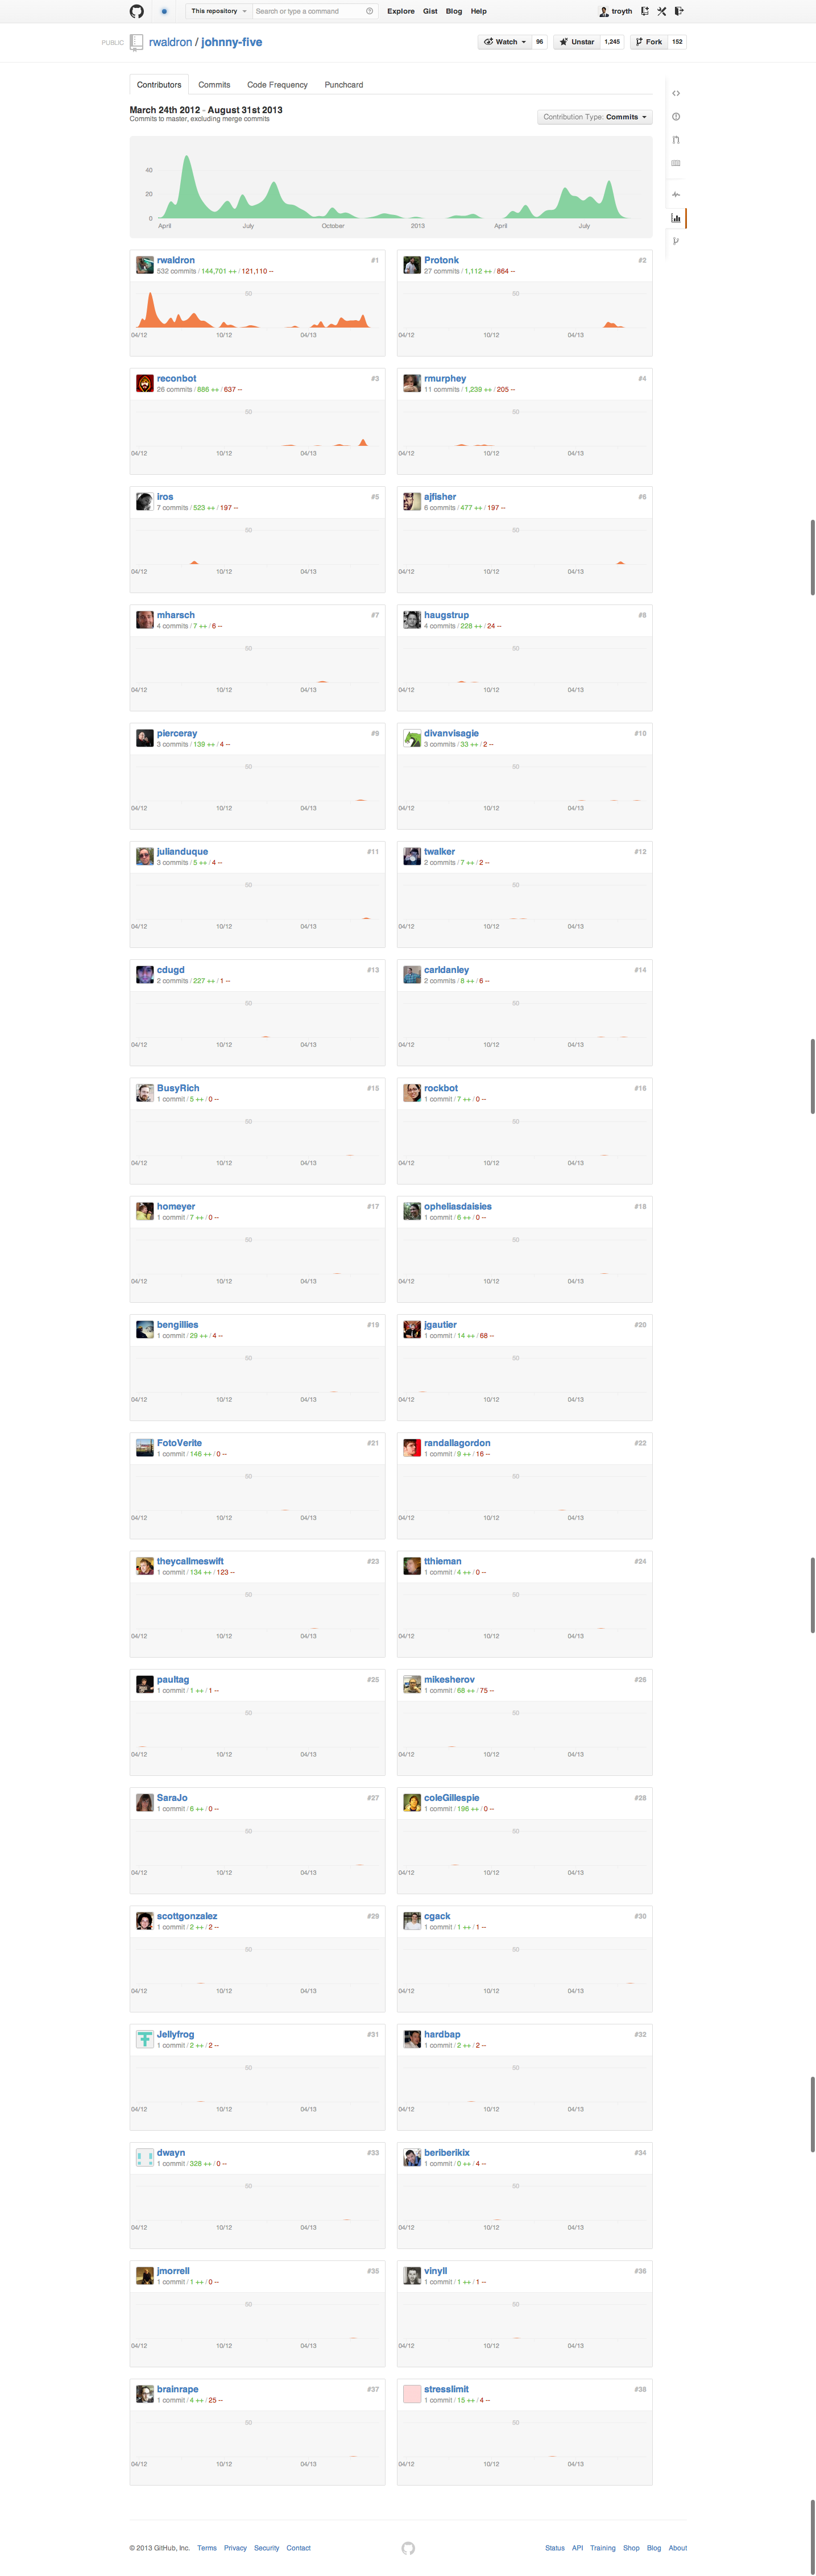 This repository Search or type a command Explore Gist Blog Help troyth
PUBLIC rwaldron / johnny-five Watch 96 Unstar 1,245 Fork 152
Contributors Commits Code Frequency Punchcard
March 24th 2012 - August 31st 2013
Commits to master, excluding merge commits
Contribution Type: Commits
40
20
0
April July October 2013 April July
rwaldron #1
532 commits / 144,701 ++ / 121,110 --
50
04/12 10/12 04/13
Protonk #2
27 commits / 1,112 ++ / 664 --
50
04/12 10/12 04/13
reconbot #3
26 commits / 886 ++ / 637 --
50
04/12 10/12 04/13
rmurphey #4
11 commits / 1,239 ++ / 205 --
50
04/12 10/12 04/13
iros #5
7 commits / 523 ++ / 197 --
50
04/12 10/12 04/13
ajfisher #6
6 commits / 477 ++ / 197 --
50
04/12 10/12 04/13
mharsch #7
4 commits / 7 ++ / 6 --
50
04/12 10/12 04/13
haugstrup #8
4 commits / 228 ++ / 24 --
50
04/12 10/12 04/13
pierceray #9
3 commits / 139 ++ / 4 --
50
04/12 10/12 04/13
divanvisagie #10
3 commits / 33 ++ / 2 --
50
04/12 10/12 04/13
julianduque #11
3 commits / 5 ++ / 4 --
50
04/12 10/12 04/13
twalker #12
2 commits / 7 ++ / 2 --
50
04/12 10/12 04/13
cdugd #13
2 commits / 227 ++ / 1 --
50
04/12 10/12 04/13
carldanley #14
2 commits / 8 ++ / 6 --
50
04/12 10/12 04/13
BusyRich #15
1 commit / 5 ++ / 0 --
50
04/12 10/12 04/13
rockbot #16
1 commit / 7 ++ / 0 --
50
04/12 10/12 04/13
homeyer #17
1 commit / 7 ++ / 0 --
50
04/12 10/12 04/13
opheliasdaisies #18
1 commit / 6 ++ / 0 --
50
04/12 10/12 04/13
bengillies #19
1 commit / 29 ++ / 4 --
50
04/12 10/12 04/13
jgautier #20
1 commit / 14 ++ / 68 --
50
04/12 10/12 04/13
FotoVerite #21
1 commit / 146 ++ / 0 --
50
04/12 10/12 04/13
randallagordon #22
1 commit / 9 ++ / 16 --
50
04/12 10/12 04/13
theycallmeswift #23
1 commit / 134 ++ / 123 --
50
04/12 10/12 04/13
tthieman #24
1 commit / 4 ++ / 0 --
50
04/12 10/12 04/13
paultag #25
1 commit / 1 ++ / 1 --
50
04/12 10/12 04/13
mikesherov #26
1 commit / 68 ++ / 75 --
50
04/12 10/12 04/13
SaraJo #27
1 commit / 6 ++ / 0 --
50
04/12 10/12 04/13
coleGillespie #28
1 commit / 196 ++ / 0 --
50
04/12 10/12 04/13
scottgonzalez #29
1 commit / 2 ++ / 2 --
50
04/12 10/12 04/13
cgack #30
1 commit / 1 ++ / 1 --
50
04/12 10/12 04/13
Jellyfrog #31
1 commit / 2 ++ / 2 --
50
04/12 10/12 04/13
hardbap #32
1 commit / 2 ++ / 2 --
50
04/12 10/12 04/13
dwayn #33
1 commit / 328 ++ / 0 --
50
04/12 10/12 04/13
beriberikix #34
1 commit / 0 ++ / 4 --
50
04/12 10/12 04/13
jmorrell #35
1 commit / 1 ++ / 0 --
50
04/12 10/12 04/13
vinyll #36
1 commit / 1 ++ / 1 --
50
04/12 10/12 04/13
brainrape #37
1 commit / 4 ++ / 25 --
50
04/12 10/12 04/13
stresslimit #38
1 commit / 15 ++ / 4 --
50
04/12 10/12 04/13
© 2013 GitHub, Inc. Terms Privacy Security Contact Status API Training Shop Blog About